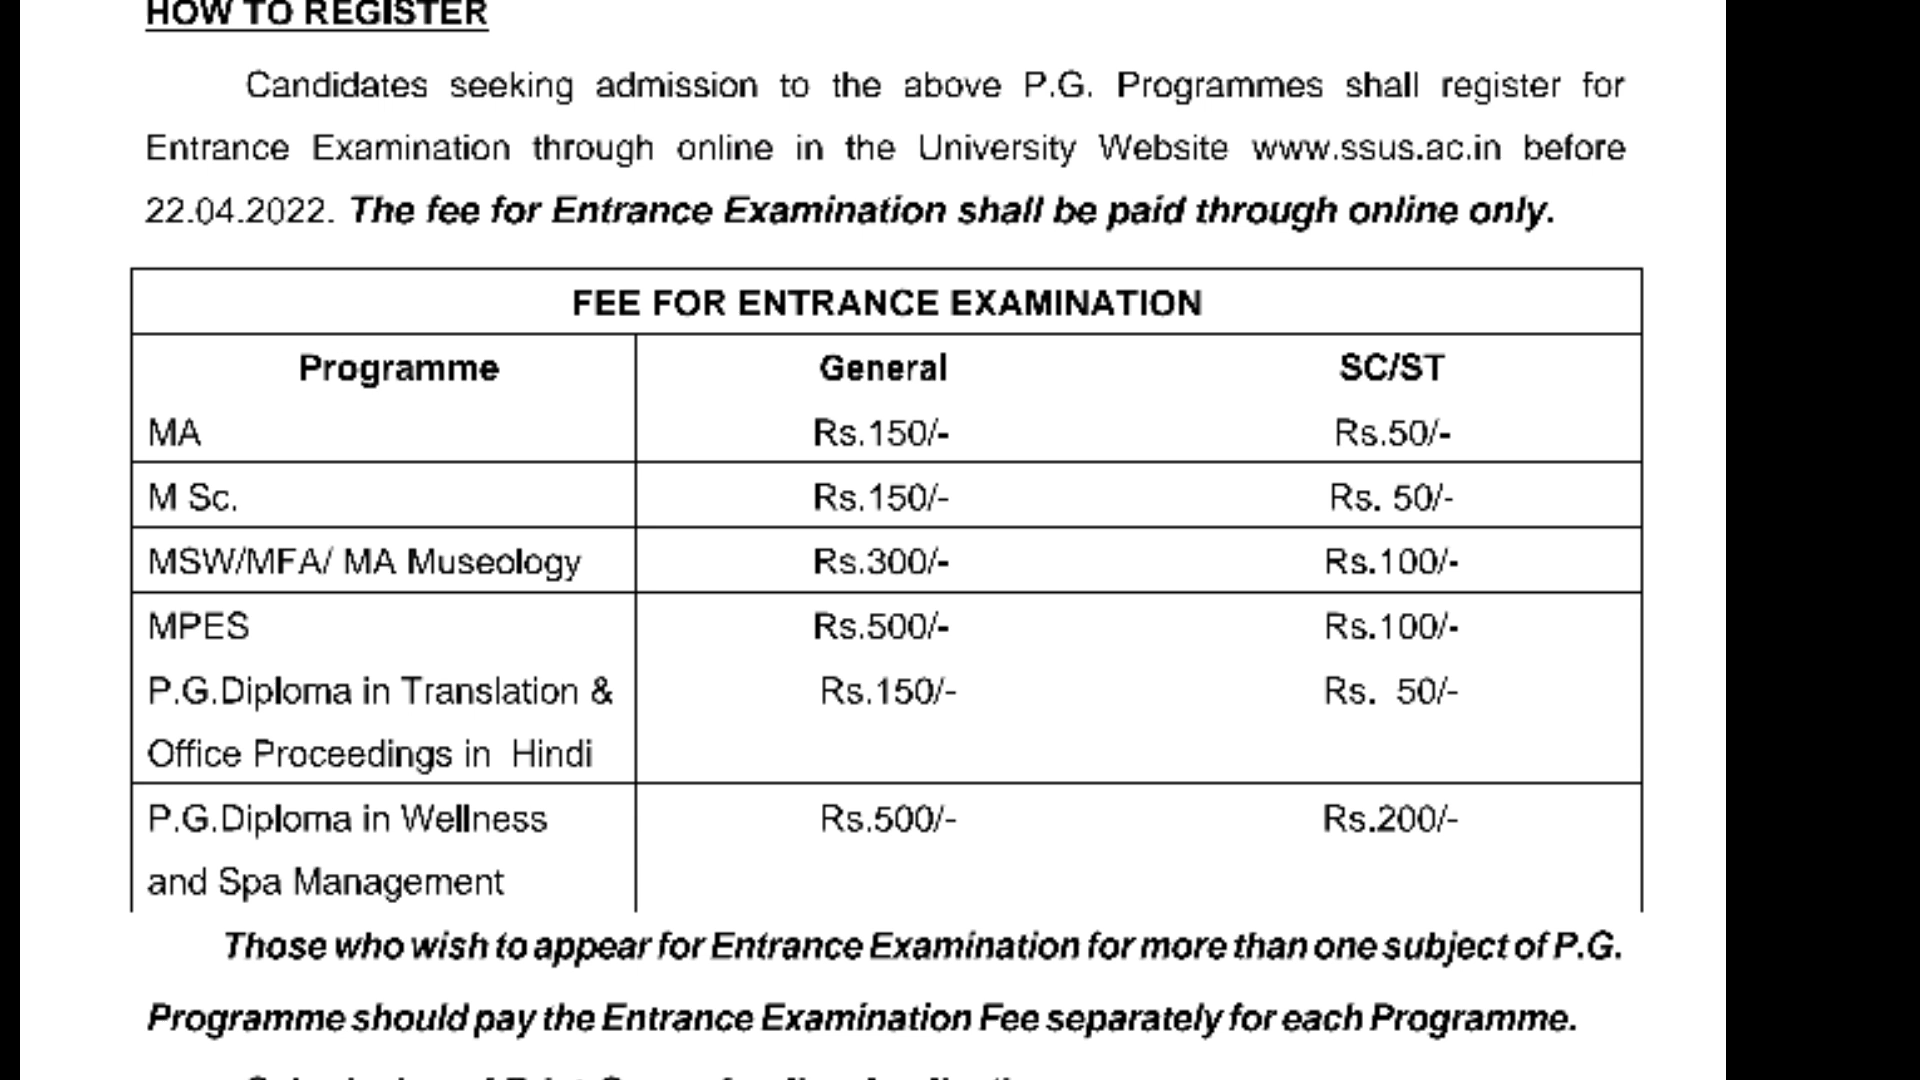 HOW TO REGISTER
Candidates seeking admission to the above P.G. Programmes shall register for
Entrance Examination through online in the University Website www.ssus.ac.in before
22.04.2022. The fee for Entrance Examination shall be paid through online only.
FEE FOR ENTRANCE EXAMINATION
Programme General SC/ST
MA Rs.150/- Rs.50/-
M Sc. Rs.150/- Rs. 50/-
MSW/MFA/ MA Museology Rs.300/- Rs.100/-
MPES Rs.500/- Rs.100/-
P.G.Diploma in Translation & Rs.150/- Rs. 50/-
Office Proceedings in Hindi
P.G.Diploma in Wellness Rs.500/- Rs.200/-
and Spa Management
Those who wish to appear for Entrance Examination for more than one subject of P.G.
Programme should pay the Entrance Examination Fee separately for each Programme.